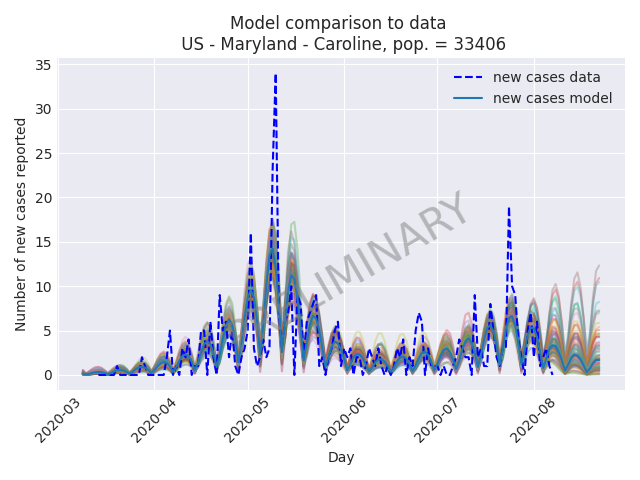 Model comparison to data
US - Maryland - Caroline, pop. = 33406
35
30
25
20
15
10
5
0
Number of new cases reported
new cases data
new cases model
PRELIMINARY
2020-03
2020-04
2020-05
2020-06
2020-07
2020-08
Day